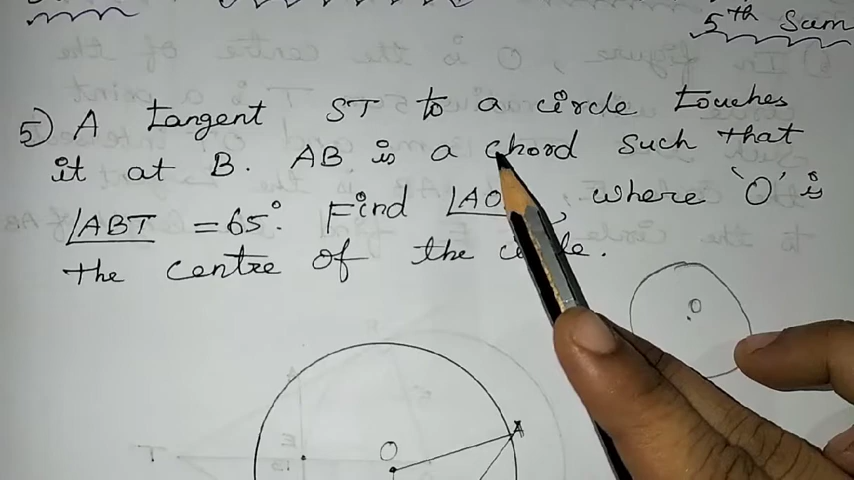 5th Sum
5) A tangent ST to a circle touches
it at B. AB is a chord such that
∠ABT = 65°. Find ∠AO , where 'O' is
the centre of the circle.
O
A
O